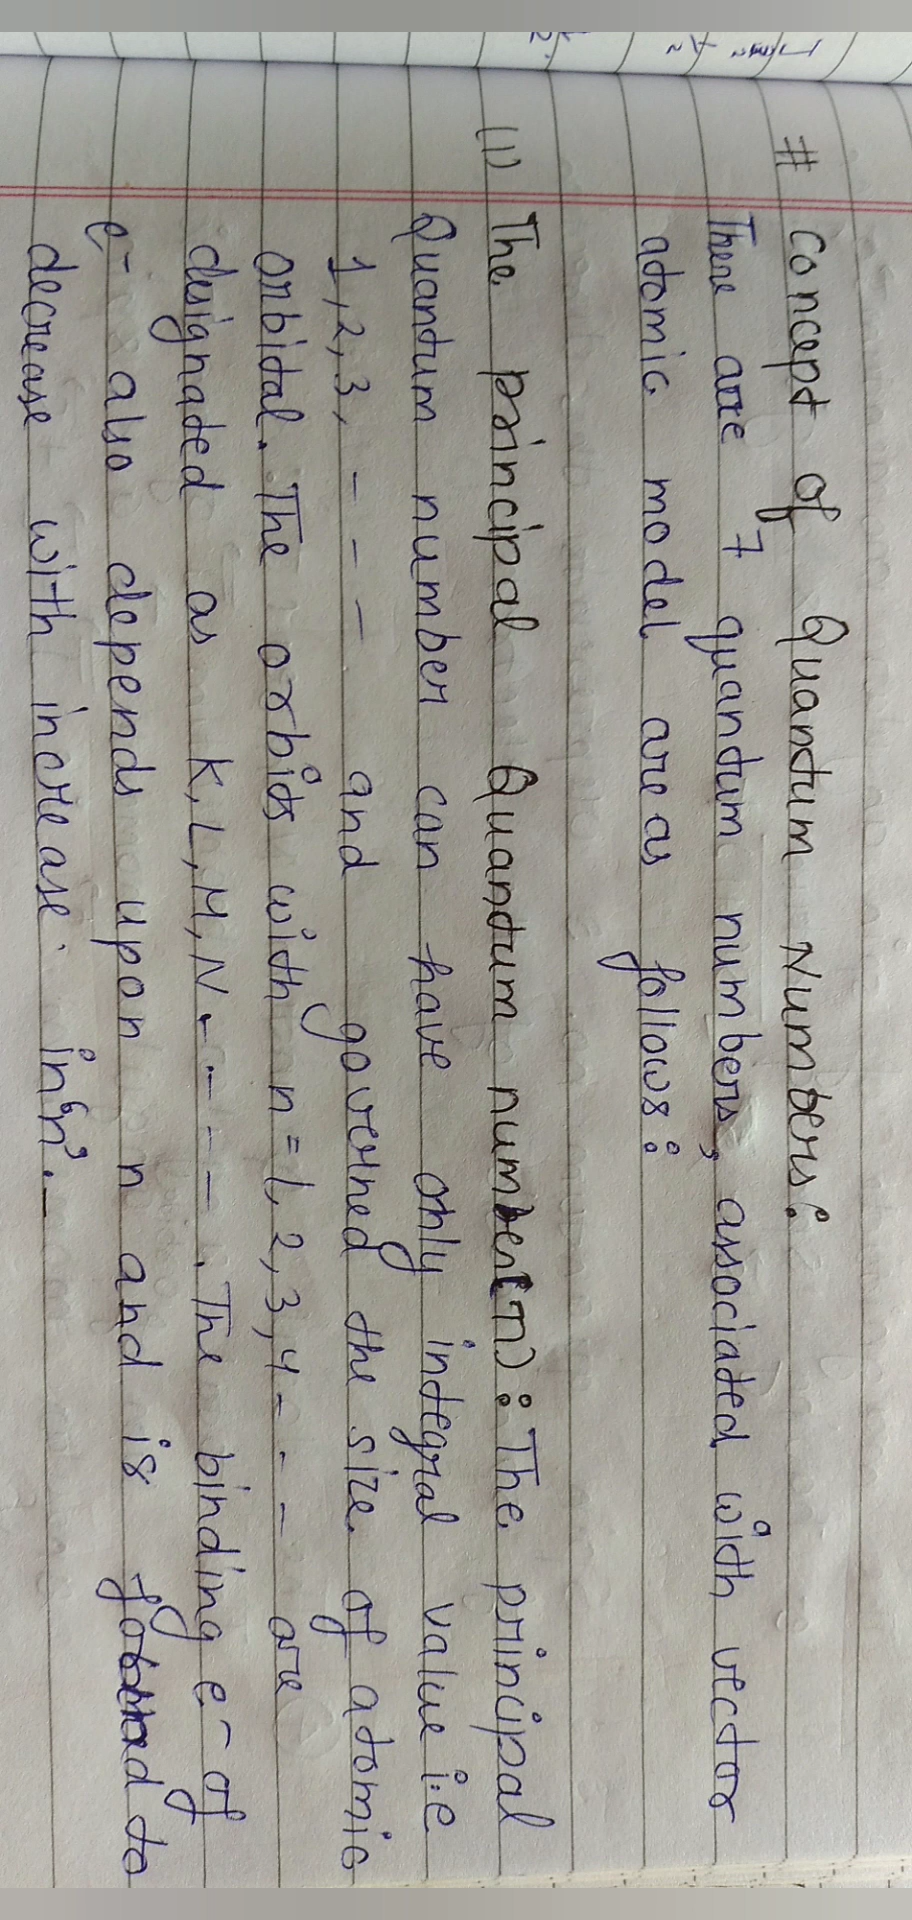 # Concept of Quantum Numbers:
There are 7 quantum numbers, associated with vector
atomic model are as follows:
(1) The principal Quantum number(n): The principal
Quantum number can have only integral value i.e
1,2,3, - - - and governed the size of atomic
orbital. The orbits with n=1, 2, 3, 4 - - - are
designated as K, L, M, N - - - - . The binding e- of
e- also depends upon n and is found to
decrease with increase in 'n'.